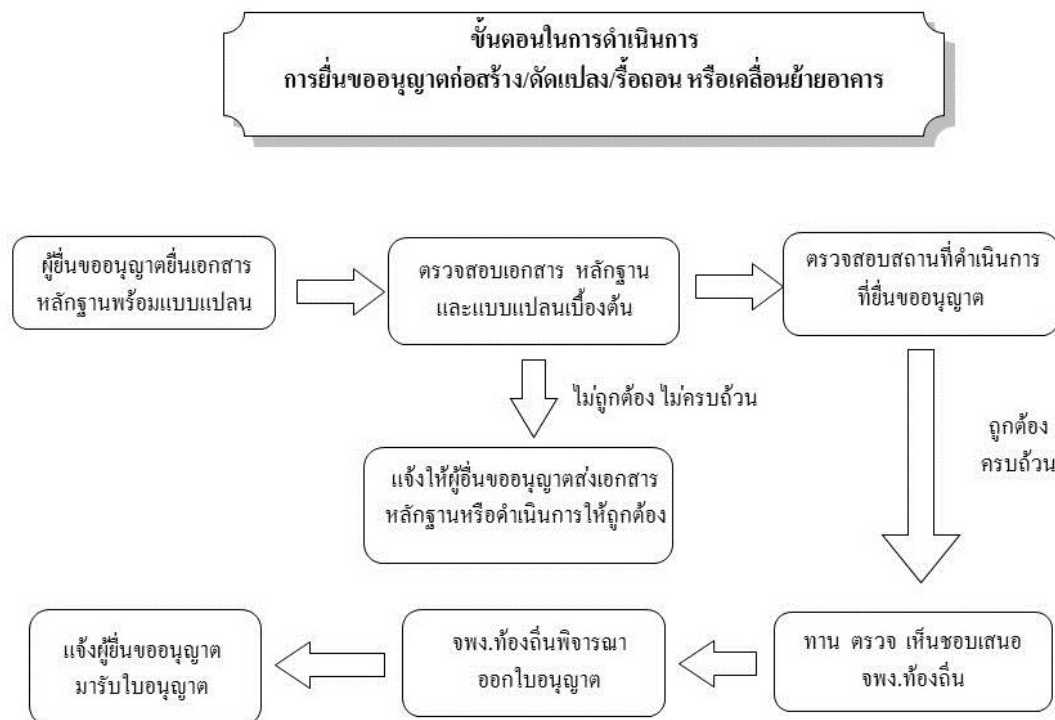 ขั้นตอนในการดำเนินการ
การยื่นขออนุญาตก่อสร้าง/ดัดแปลง/รื้อถอน หรือเคลื่อนย้ายอาคาร
ผู้ยื่นขออนุญาตยื่นเอกสาร
หลักฐานพร้อมแบบแปลน
ตรวจสอบเอกสาร หลักฐาน
และแบบแปลนเบื้องต้น
ตรวจสอบสถานที่ดำเนินการ
ที่ยื่นขออนุญาต
ไม่ถูกต้อง ไม่ครบถ้วน
ถูกต้อง
ครบถ้วน
แจ้งให้ผู้อื่นขออนุญาตส่งเอกสาร
หลักฐานหรือดำเนินการให้ถูกต้อง
ทาน ตรวจ เห็นชอบเสนอ
จพง.ท้องถิ่น
จพง.ท้องถิ่นพิจารณา
ออกใบอนุญาต
แจ้งผู้ยื่นขออนุญาต
มารับใบอนุญาต